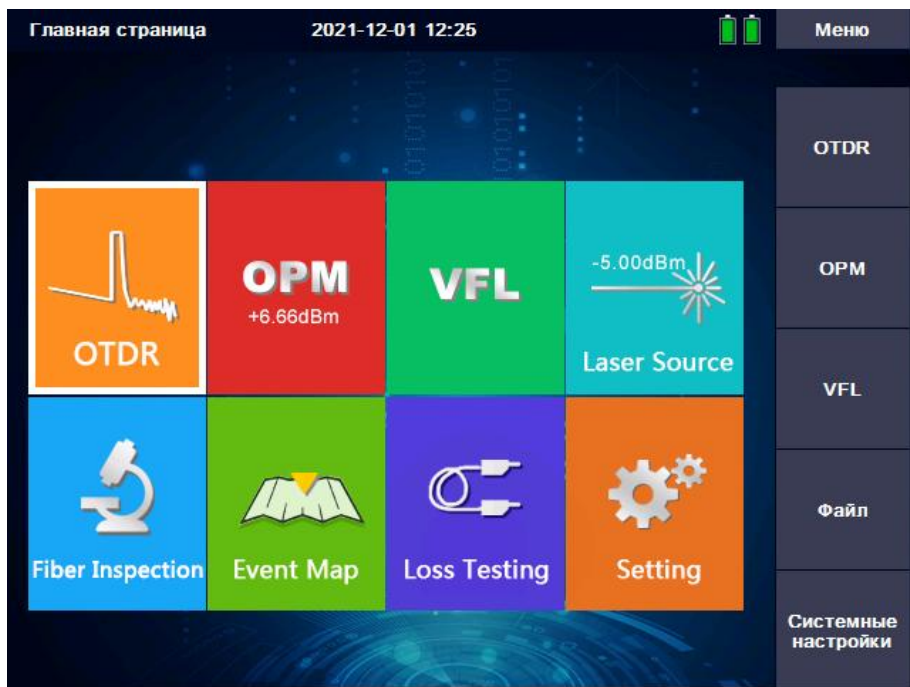 Главная страница
2021-12-01 12:25
Меню
OTDR
OPM
VFL
Файл
Системные
настройки
OTDR
OPM
+6.66dBm
VFL
-5.00dBm
Laser Source
Fiber Inspection
Event Map
Loss Testing
Setting